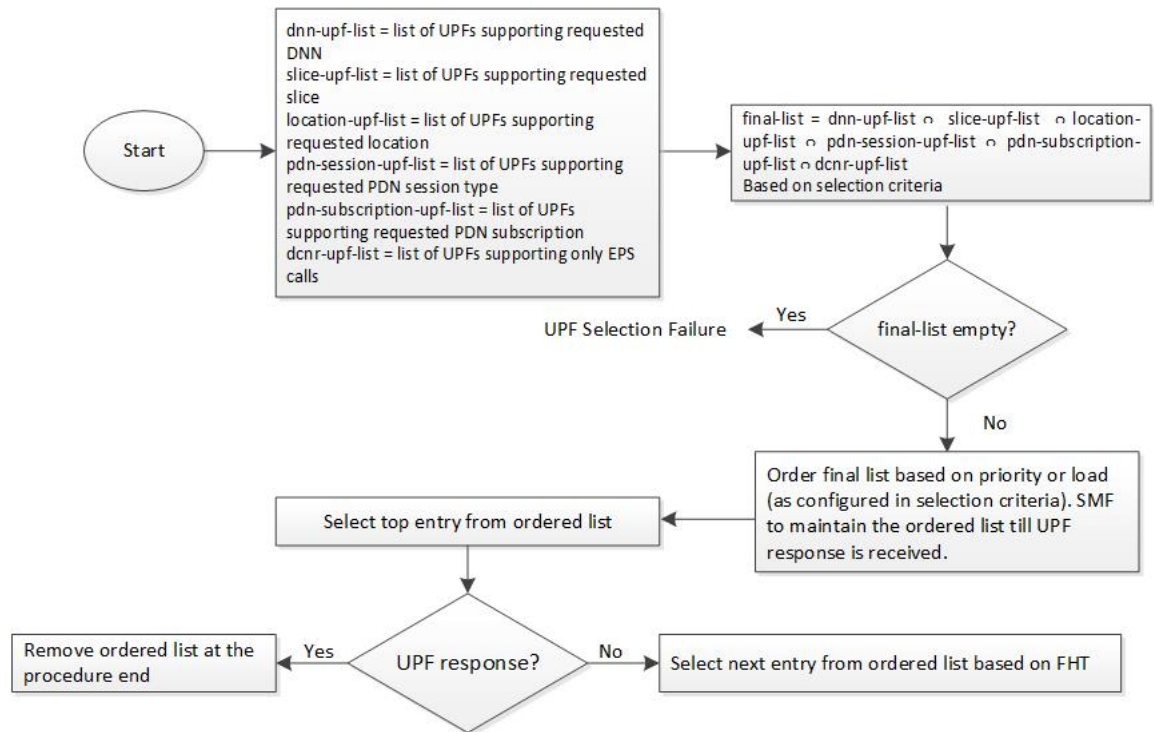 Start
dnn-upf-list = list of UPFs supporting requested
DNN
slice-upf-list = list of UPFs supporting requested
slice
location-upf-list = list of UPFs supporting
requested location
pdn-session-upf-list = list of UPFs supporting
requested PDN session type
pdn-subscription-upf-list = list of UPFs
supporting requested PDN subscription
dcnr-upf-list = list of UPFs supporting only EPS
calls
final-list = dnn-upf-list ∩ slice-upf-list ∩ location-
upf-list ∩ pdn-session-upf-list ∩ pdn-subscription-
upf-list ∩ dcnr-upf-list
Based on selection criteria
final-list empty?
Yes
UPF Selection Failure
No
Order final list based on priority or load
(as configured in selection criteria). SMF
to maintain the ordered list till UPF
response is received.
Select top entry from ordered list
UPF response?
Yes
Remove ordered list at the
procedure end
No
Select next entry from ordered list based on FHT